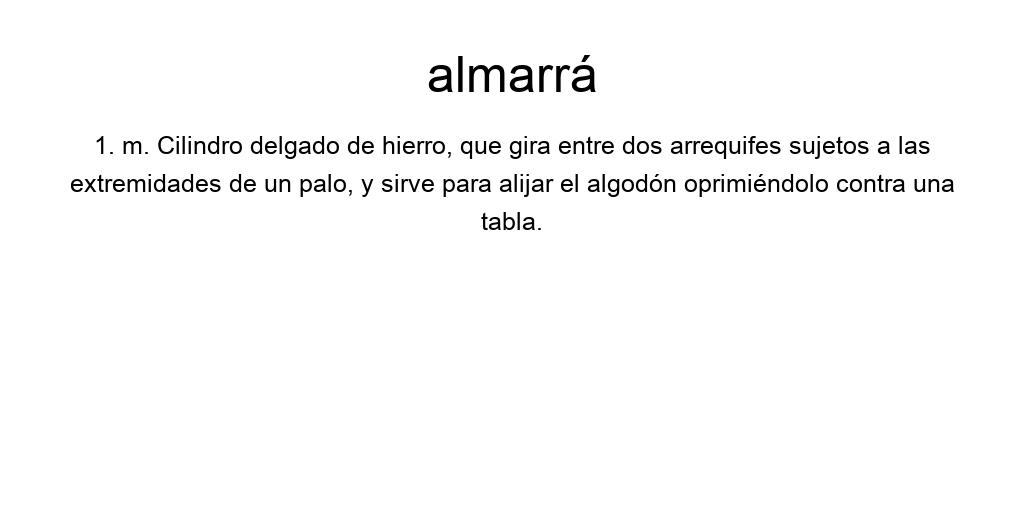 almarrá
1. m. Cilindro delgado de hierro, que gira entre dos arrequifes sujetos a las
extremidades de un palo, y sirve para alijar el algodón oprimiéndolo contra una
tabla.